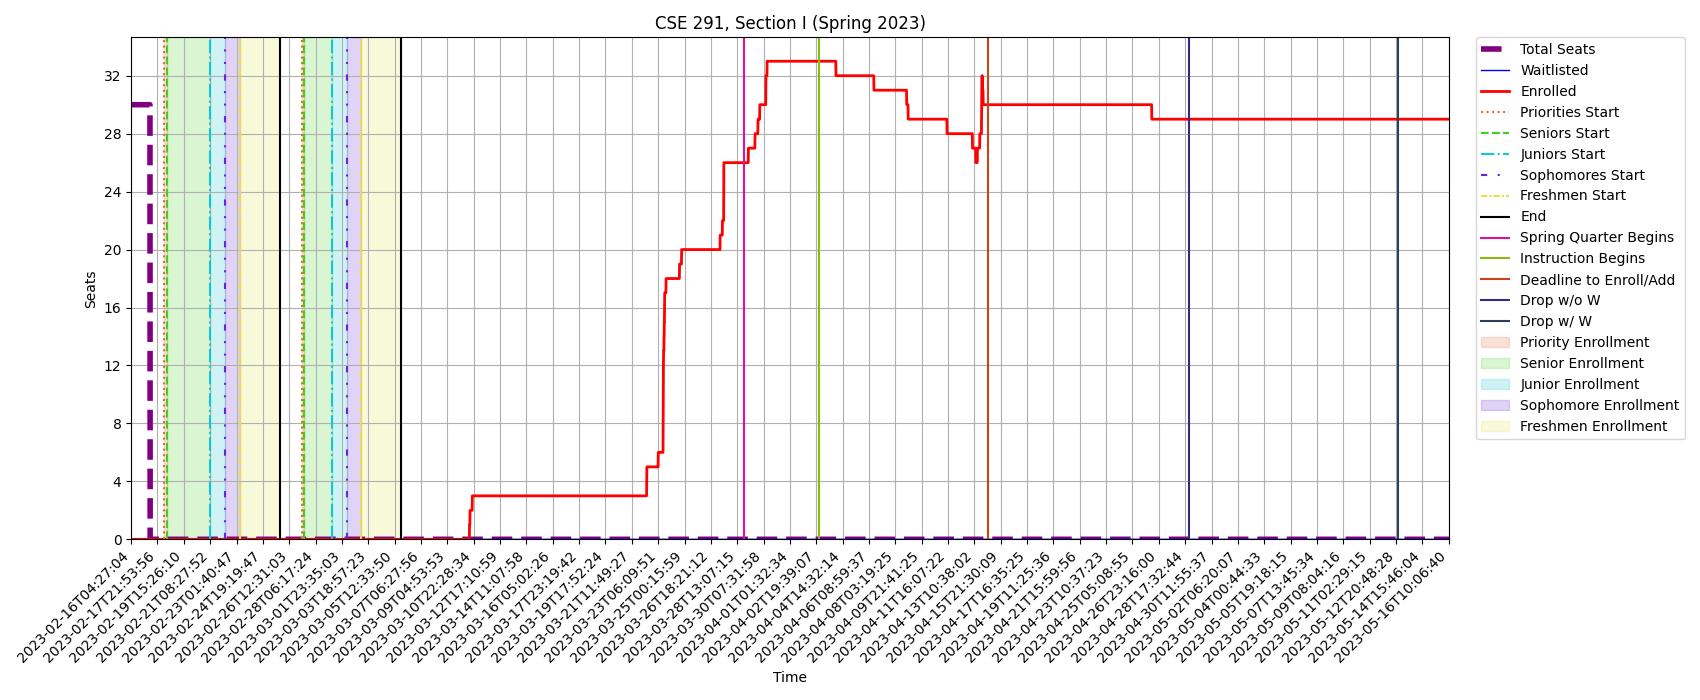 CSE 291, Section I (Spring 2023)
Seats
32
28
24
20
16
12
8
4
0
2023-02-16T04:27:04
2023-02-17T21:53:56
2023-02-19T15:26:10
2023-02-21T08:27:52
2023-02-23T01:40:47
2023-02-24T19:19:47
2023-02-26T12:31:03
2023-02-28T06:17:24
2023-03-01T23:35:03
2023-03-03T18:57:23
2023-03-05T12:33:50
2023-03-07T06:27:56
2023-03-09T04:53:53
2023-03-10T22:28:34
2023-03-12T17:10:59
2023-03-14T11:07:58
2023-03-16T05:02:26
2023-03-17T23:19:42
2023-03-19T17:52:24
2023-03-21T11:49:27
2023-03-23T06:09:51
2023-03-25T00:15:59
2023-03-26T18:21:12
2023-03-28T13:07:15
2023-03-30T07:31:58
2023-04-01T01:32:34
2023-04-02T19:39:07
2023-04-04T14:32:14
2023-04-06T08:59:37
2023-04-08T03:19:25
2023-04-09T21:41:25
2023-04-11T16:07:22
2023-04-13T10:38:02
2023-04-15T21:30:09
2023-04-17T16:35:25
2023-04-19T11:25:36
2023-04-21T15:59:56
2023-04-23T10:37:23
2023-04-25T05:08:55
2023-04-26T23:16:00
2023-04-28T17:32:44
2023-04-30T11:55:37
2023-05-02T06:20:07
2023-05-04T00:44:33
2023-05-05T19:18:15
2023-05-07T13:45:34
2023-05-09T08:04:16
2023-05-11T02:29:15
2023-05-12T20:48:28
2023-05-14T15:46:04
2023-05-16T10:06:40
Time
Total Seats
Waitlisted
Enrolled
Priorities Start
Seniors Start
Juniors Start
Sophomores Start
Freshmen Start
End
Spring Quarter Begins
Instruction Begins
Deadline to Enroll/Add
Drop w/o W
Drop w/ W
Priority Enrollment
Senior Enrollment
Junior Enrollment
Sophomore Enrollment
Freshmen Enrollment